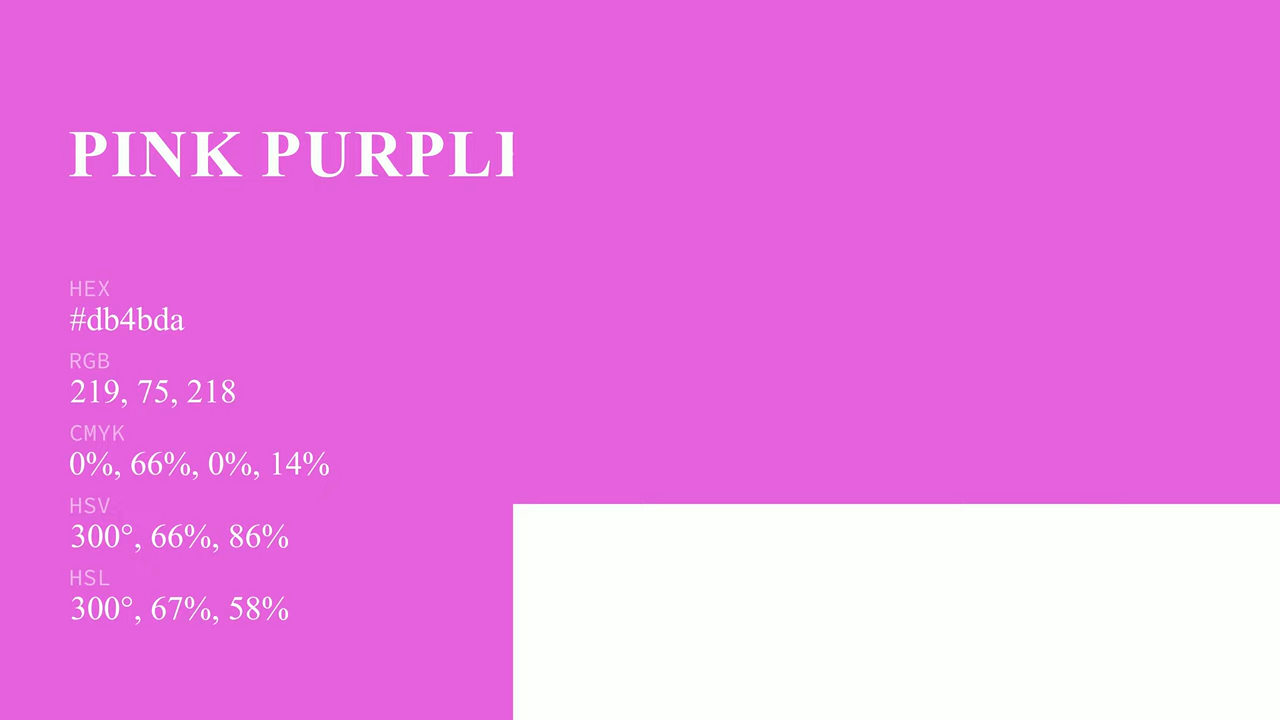 PINK PURPLE
HEX
#db4bda
RGB
219, 75, 218
CMYK
0%, 66%, 0%, 14%
HSV
300°, 66%, 86%
HSL
300°, 67%, 58%